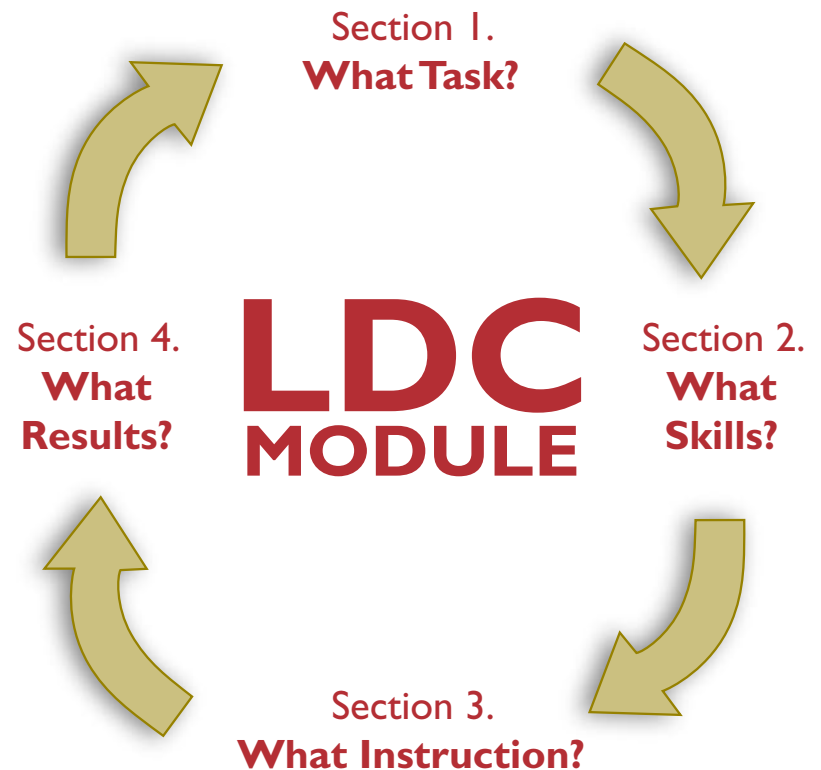 Section 1.
What Task?
Section 2.
What
Skills?
Section 3.
What Instruction?
Section 4.
What
Results?
LDC
MODULE